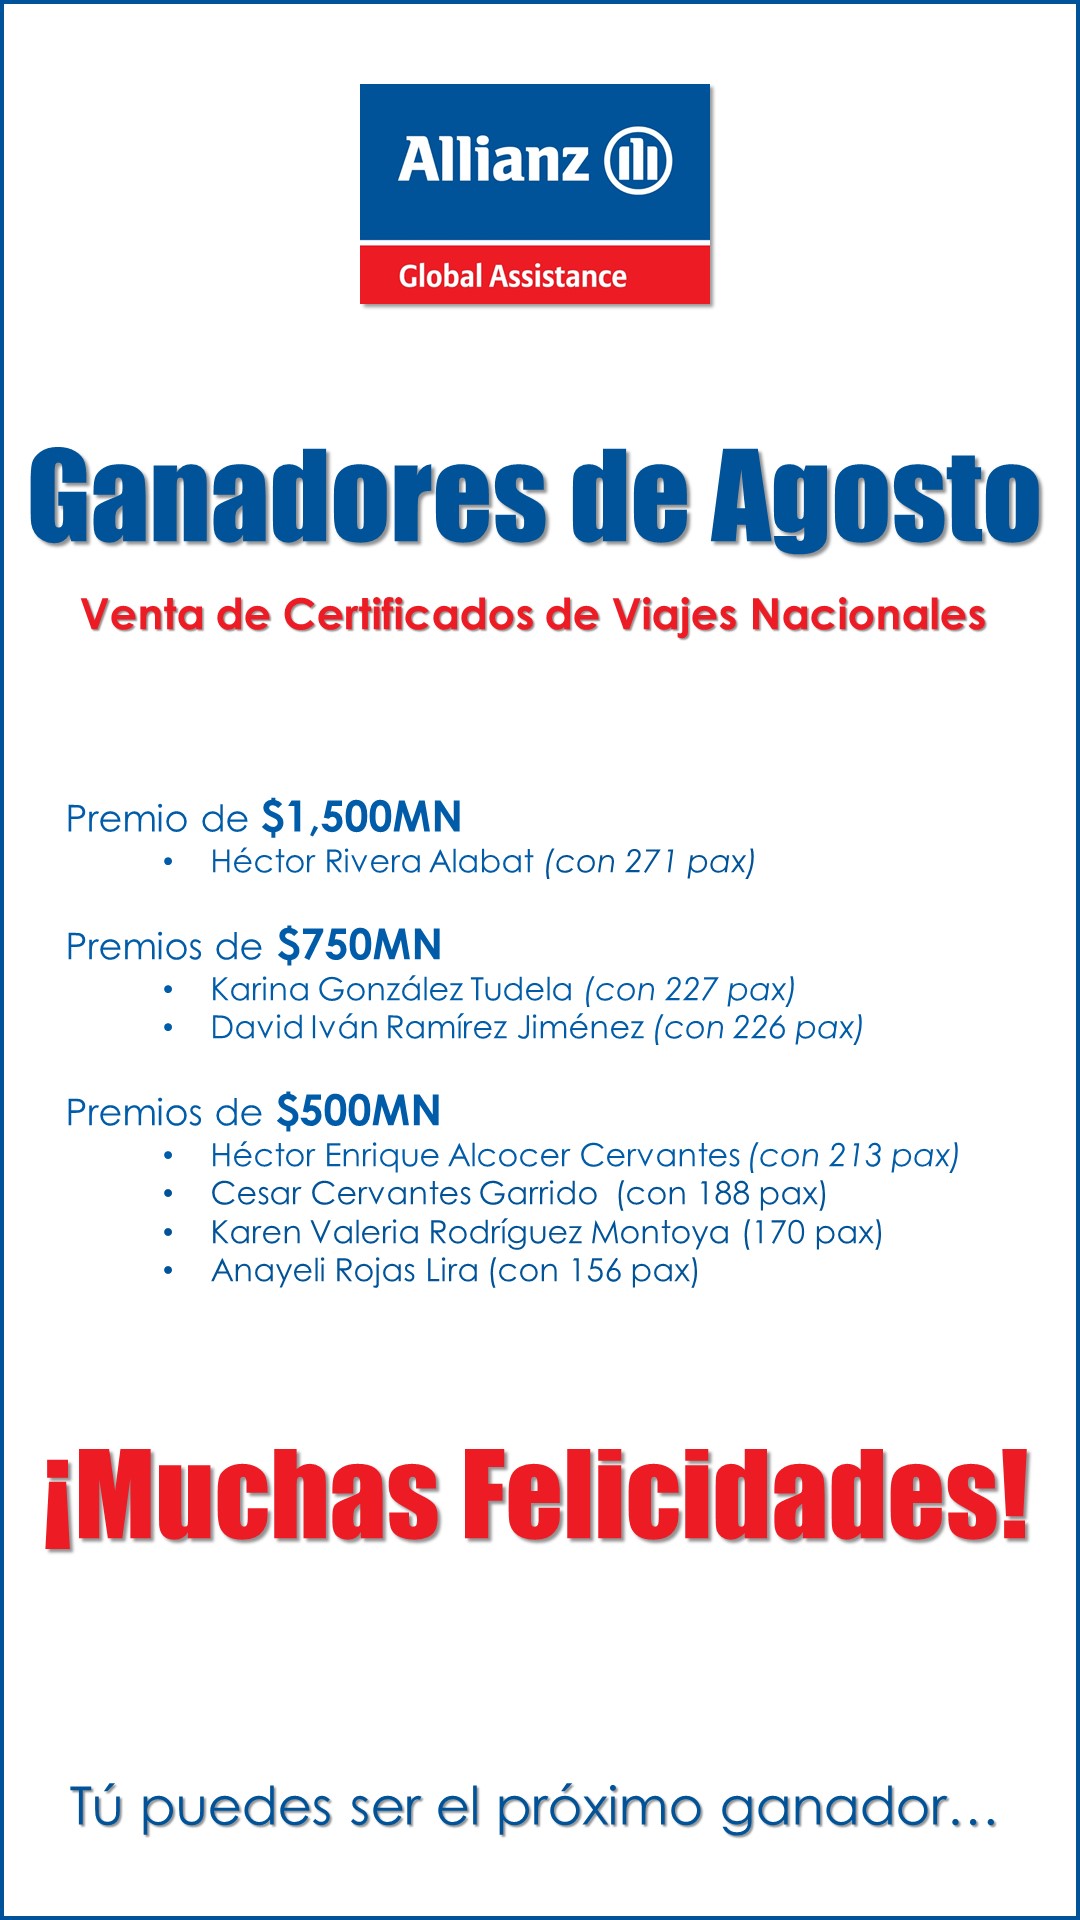 Allianz
Global Assistance
Ganadores de Agosto
Venta de Certificados de Viajes Nacionales
Premio de $1,500MN
• Héctor Rivera Alabat (con 271 pax)
Premios de $750MN
• Karina González Tudela (con 227 pax)
• David Iván Ramírez Jiménez (con 226 pax)
Premios de $500MN
• Héctor Enrique Alcocer Cervantes (con 213 pax)
• Cesar Cervantes Garrido  (con 188 pax)
• Karen Valeria Rodríguez Montoya (170 pax)
• Anayeli Rojas Lira (con 156 pax)
¡Muchas Felicidades!
Tú puedes ser el próximo ganador...